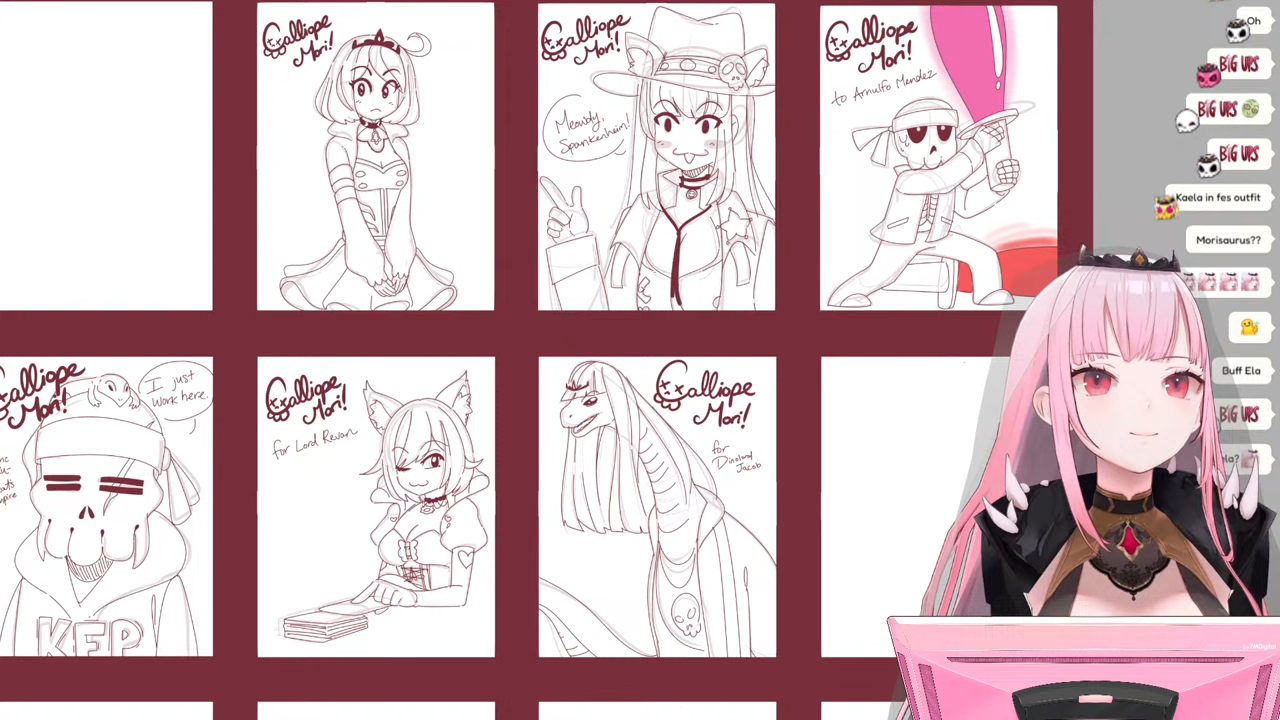 Calliope
Mori!
Calliope
Mori!
Meowdy,
Spankenheim!
Calliope
Mori!
to Arnulfo Mendez
Calliope
Mori!
I just
work here.
KFP
Calliope
Mori!
for Lord Revan
Calliope
Mori!
for
Dinolord
Jacob
Oh
BIG UPS
BIG UPS
BIG UPS
Kaela in fes outfit
Morisaurus??
Buff Ela
BIG UPS